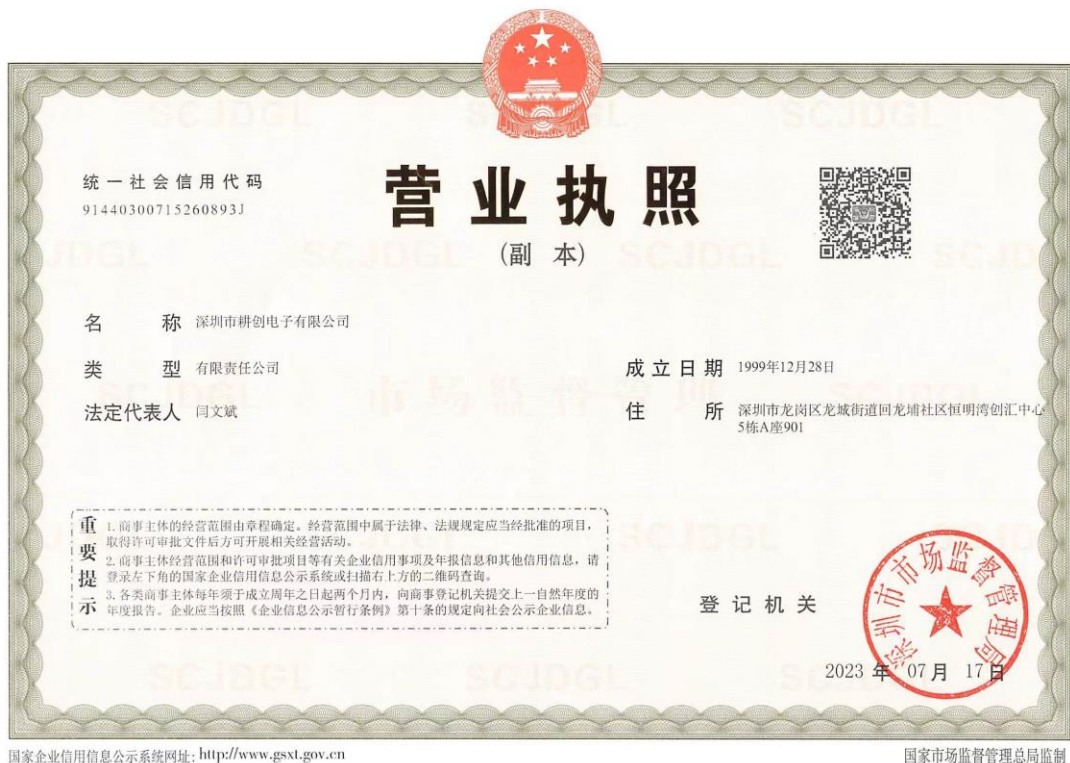 统一社会信用代码
91440300715260893J
营业执照
(副 本)
名 称 深圳市耕创电子有限公司
类 型 有限责任公司
法定代表人 闫文斌
成立日期 1999年12月28日
住 所 深圳市龙岗区龙城街道回龙埔社区恒明湾创汇中心
5栋A座901
重要提示
1. 商事主体的经营范围由章程确定。经营范围中属于法律、法规规定应当经批准的项目,
取得许可审批文件后方可开展相关经营活动。
2. 商事主体经营范围和许可审批项目等有关企业信用事项及年报信息和其他信用信息,请
登录左下角的国家企业信用信息公示系统或扫描右上方的二维码查询。
3. 各类商事主体每年须于成立周年之日起两个月内,向商事登记机关提交上一自然年度的
年度报告。企业应当按照《企业信息公示暂行条例》第十条的规定向社会公示企业信息。
登记机关
深圳市市场监督管理局
2023 年 07月 17日
国家企业信用信息公示系统网址: http://www.gsxt.gov.cn
国家市场监督管理总局监制
SCJDGL
市场监督管理